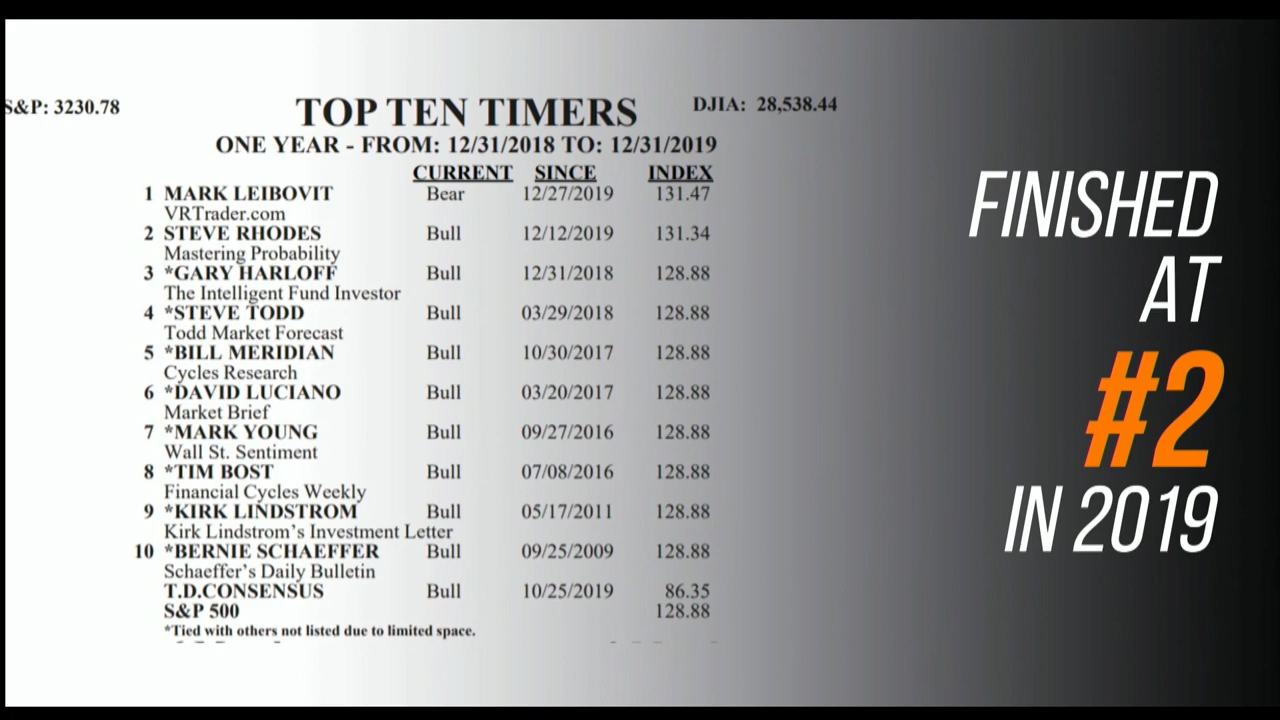 S&P: 3230.78
TOP TEN TIMERS
DJIA: 28,538.44
ONE YEAR - FROM: 12/31/2018 TO: 12/31/2019
CURRENT SINCE INDEX
1 MARK LEIBOVIT Bear 12/27/2019 131.47
VRTrader.com
2 STEVE RHODES Bull 12/12/2019 131.34
Mastering Probability
3 *GARY HARLOFF Bull 12/31/2018 128.88
The Intelligent Fund Investor
4 *STEVE TODD Bull 03/29/2018 128.88
Todd Market Forecast
5 *BILL MERIDIAN Bull 10/30/2017 128.88
Cycles Research
6 *DAVID LUCIANO Bull 03/20/2017 128.88
Market Brief
7 *MARK YOUNG Bull 09/27/2016 128.88
Wall St. Sentiment
8 *TIM BOST Bull 07/08/2016 128.88
Financial Cycles Weekly
9 *KIRK LINDSTROM Bull 05/17/2011 128.88
Kirk Lindstrom's Investment Letter
10 *BERNIE SCHAEFFER Bull 09/25/2009 128.88
Schaeffer's Daily Bulletin
T.D.CONSENSUS Bull 10/25/2019 86.35
S&P 500 128.88
*Tied with others not listed due to limited space.
FINISHED
AT
#2
IN 2019